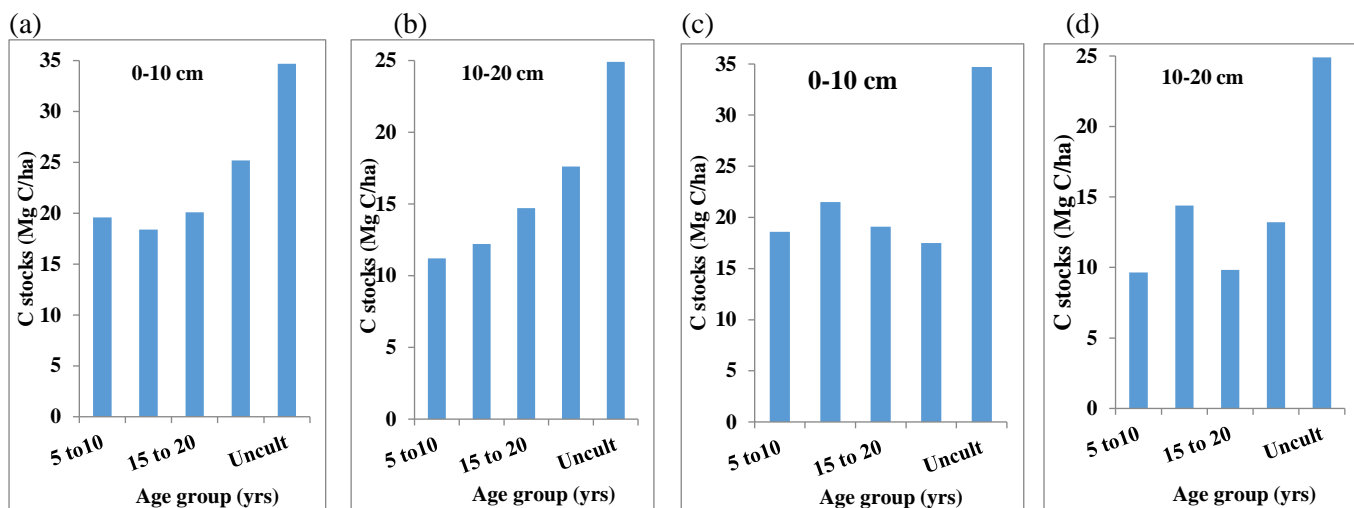 (a)
0-10 cm
C stocks (Mg C/ha)
35
30
25
20
15
10
5
0
5 to10
15 to 20
Uncult
Age group (yrs)
(b)
10-20 cm
C stocks (Mg C/ha)
25
20
15
10
5
0
5 to10
15 to 20
Uncult
Age group (yrs)
(c)
0-10 cm
C stocks (Mg C/ha)
35
30
25
20
15
10
5
0
5 to10
15 to 20
Uncult
Age group (yrs)
(d)
10-20 cm
C stocks (Mg C/ha)
25
20
15
10
5
0
5 to10
15 to 20
Uncult
Age group (yrs)